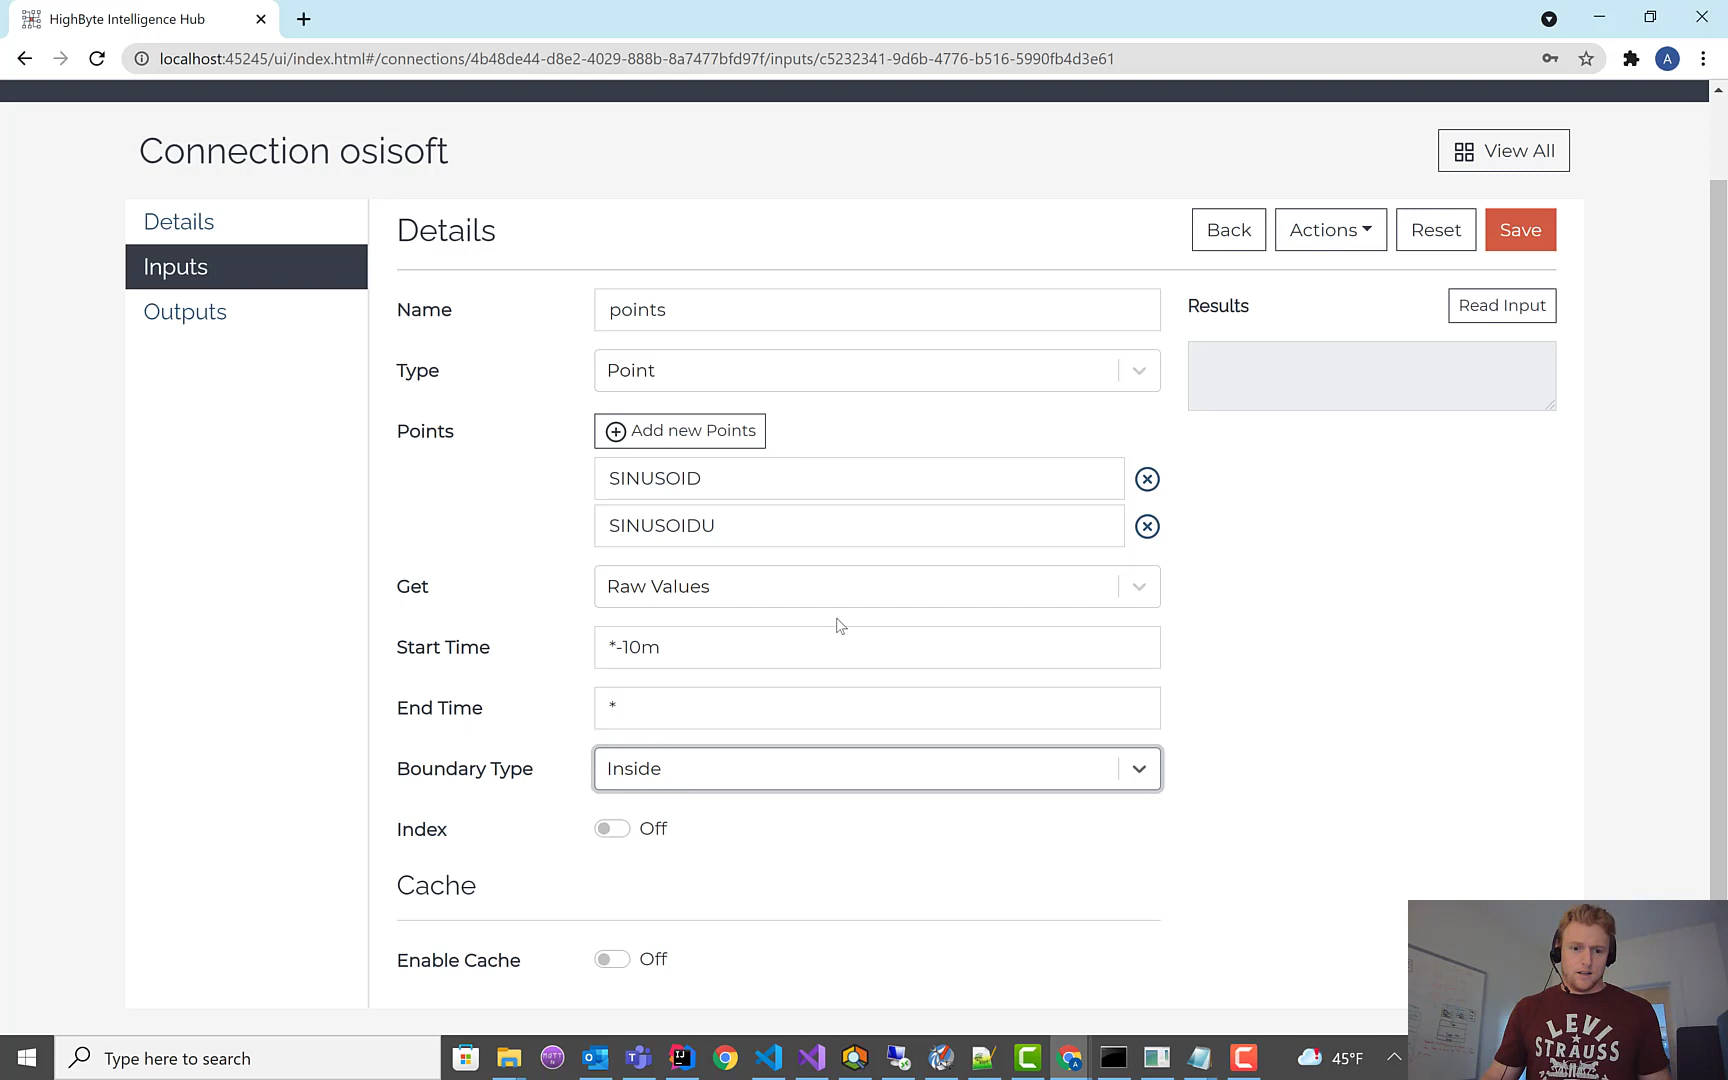 HighByte Intelligence Hub
localhost:45245/ui/index.html#/connections/4b48de44-d8e2-4029-888b-8a7477bfd97f/inputs/c5232341-9d6b-4776-b516-5990fb4d3e61
A
Connection osisoft
View All
Details
Inputs
Outputs
Details
Back
Actions
Reset
Save
Name
points
Results
Read Input
Type
Point
Points
Add new Points
SINUSOID
SINUSOIDU
Get
Raw Values
Start Time
*-10m
End Time
*
Boundary Type
Inside
Index
Off
Cache
Enable Cache
Off
LEVI
STRAUSS
Type here to search
45°F